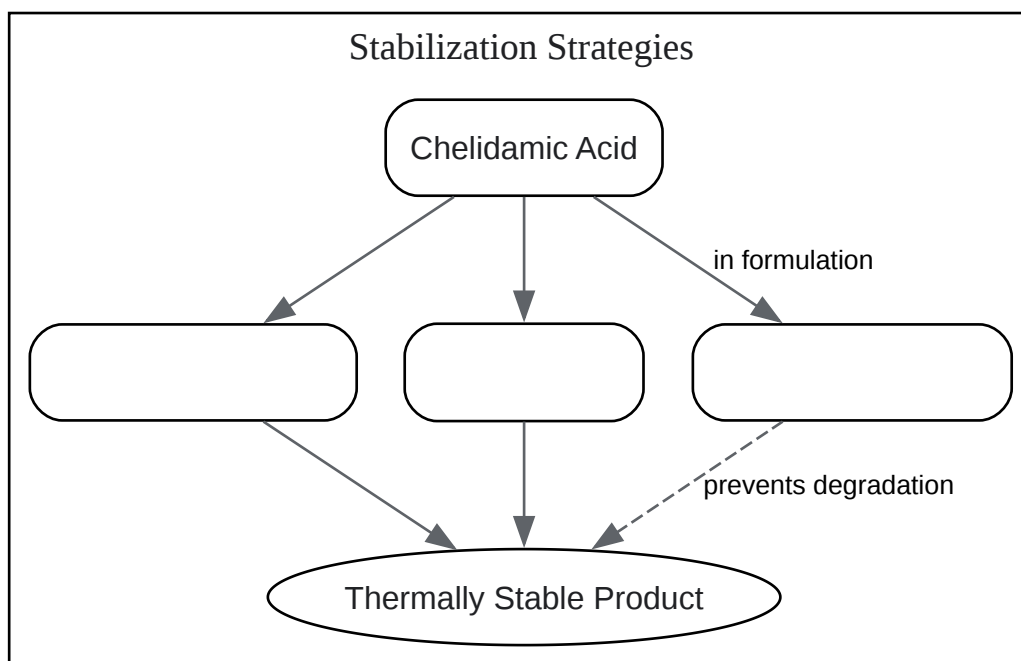 Stabilization Strategies
Chelidamic Acid
in formulation
prevents degradation
Thermally Stable Product